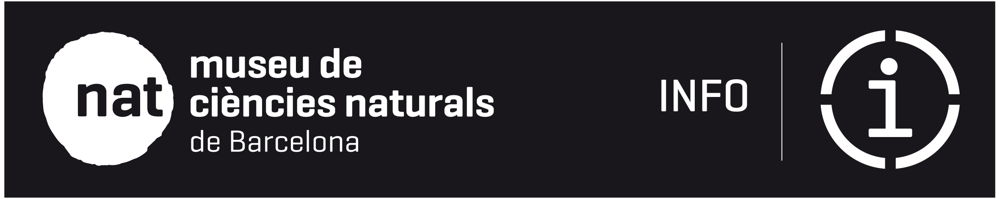 nat
museu de
ciències naturals
de Barcelona
INFO
i